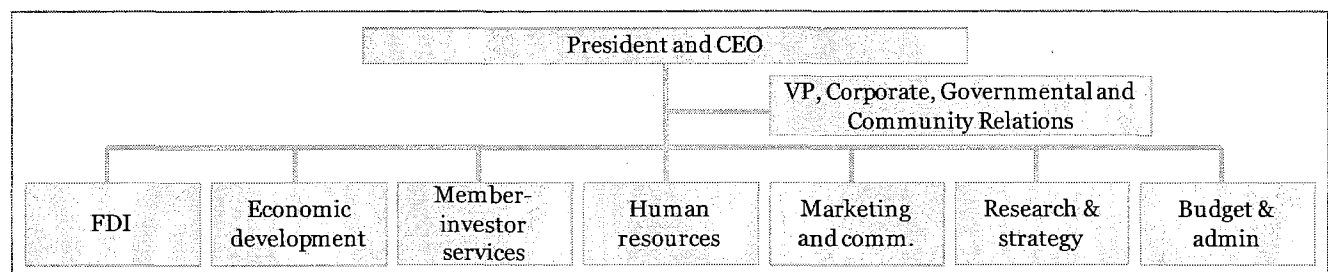 President and CEO
VP, Corporate, Governmental and
Community Relations
FDI
Economic
development
Member-
investor
services
Human
resources
Marketing
and comm.
Research &
strategy
Budget &
admin